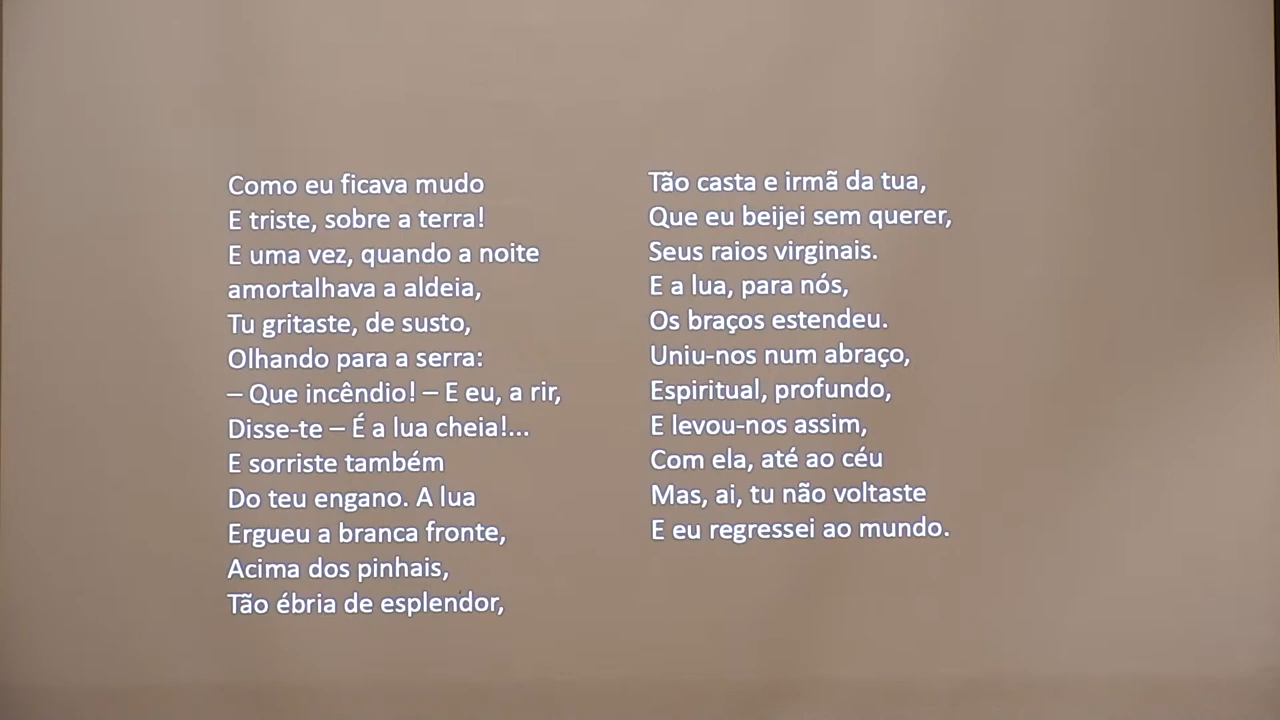 Como eu ficava mudo
E triste, sobre a terra!
E uma vez, quando a noite
amortalhava a aldeia,
Tu gritaste, de susto,
Olhando para a serra:
– Que incêndio! – E eu, a rir,
Disse-te – É a lua cheia!...
E sorriste também
Do teu engano. A lua
Ergueu a branca fronte,
Acima dos pinhais,
Tão ébria de esplendor,
Tão casta e irmã da tua,
Que eu beijei sem querer,
Seus raios virginais.
E a lua, para nós,
Os braços estendeu.
Uniu-nos num abraço,
Espiritual, profundo,
E levou-nos assim,
Com ela, até ao céu
Mas, ai, tu não voltaste
E eu regressei ao mundo.